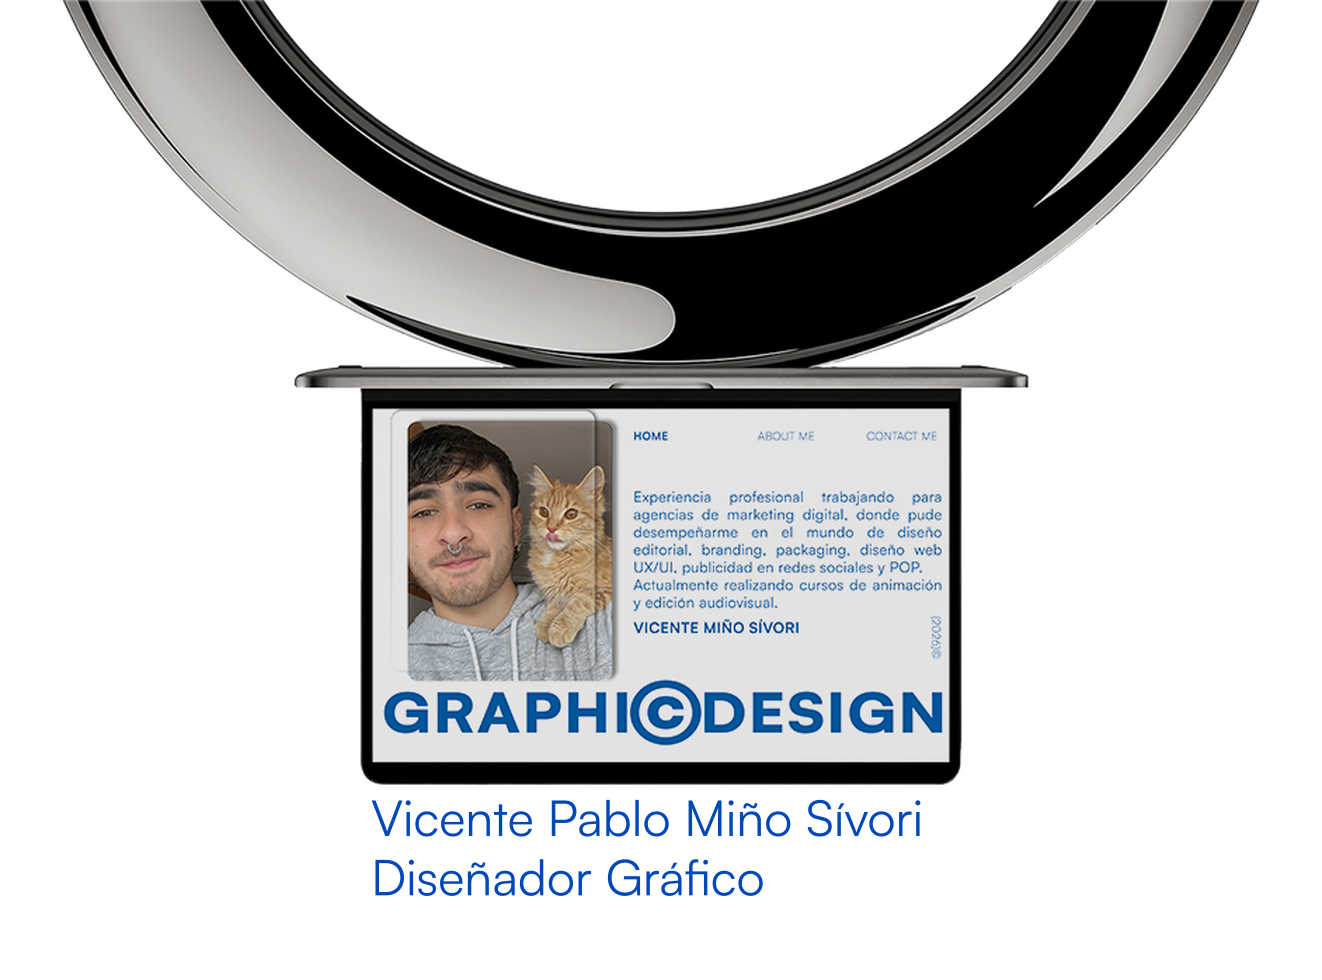 HOME ABOUT ME CONTACT ME
Experiencia profesional trabajando para
agencias de marketing digital, donde pude
desempeñarme en el mundo de diseño
editorial, branding, packaging, diseño web
UX/UI, publicidad en redes sociales y POP.
Actualmente realizando cursos de animación
y edición audiovisual.
VICENTE MIÑO SÍVORI
(2026)©
GRAPHI©DESIGN
Vicente Pablo Miño Sívori
Diseñador Gráfico